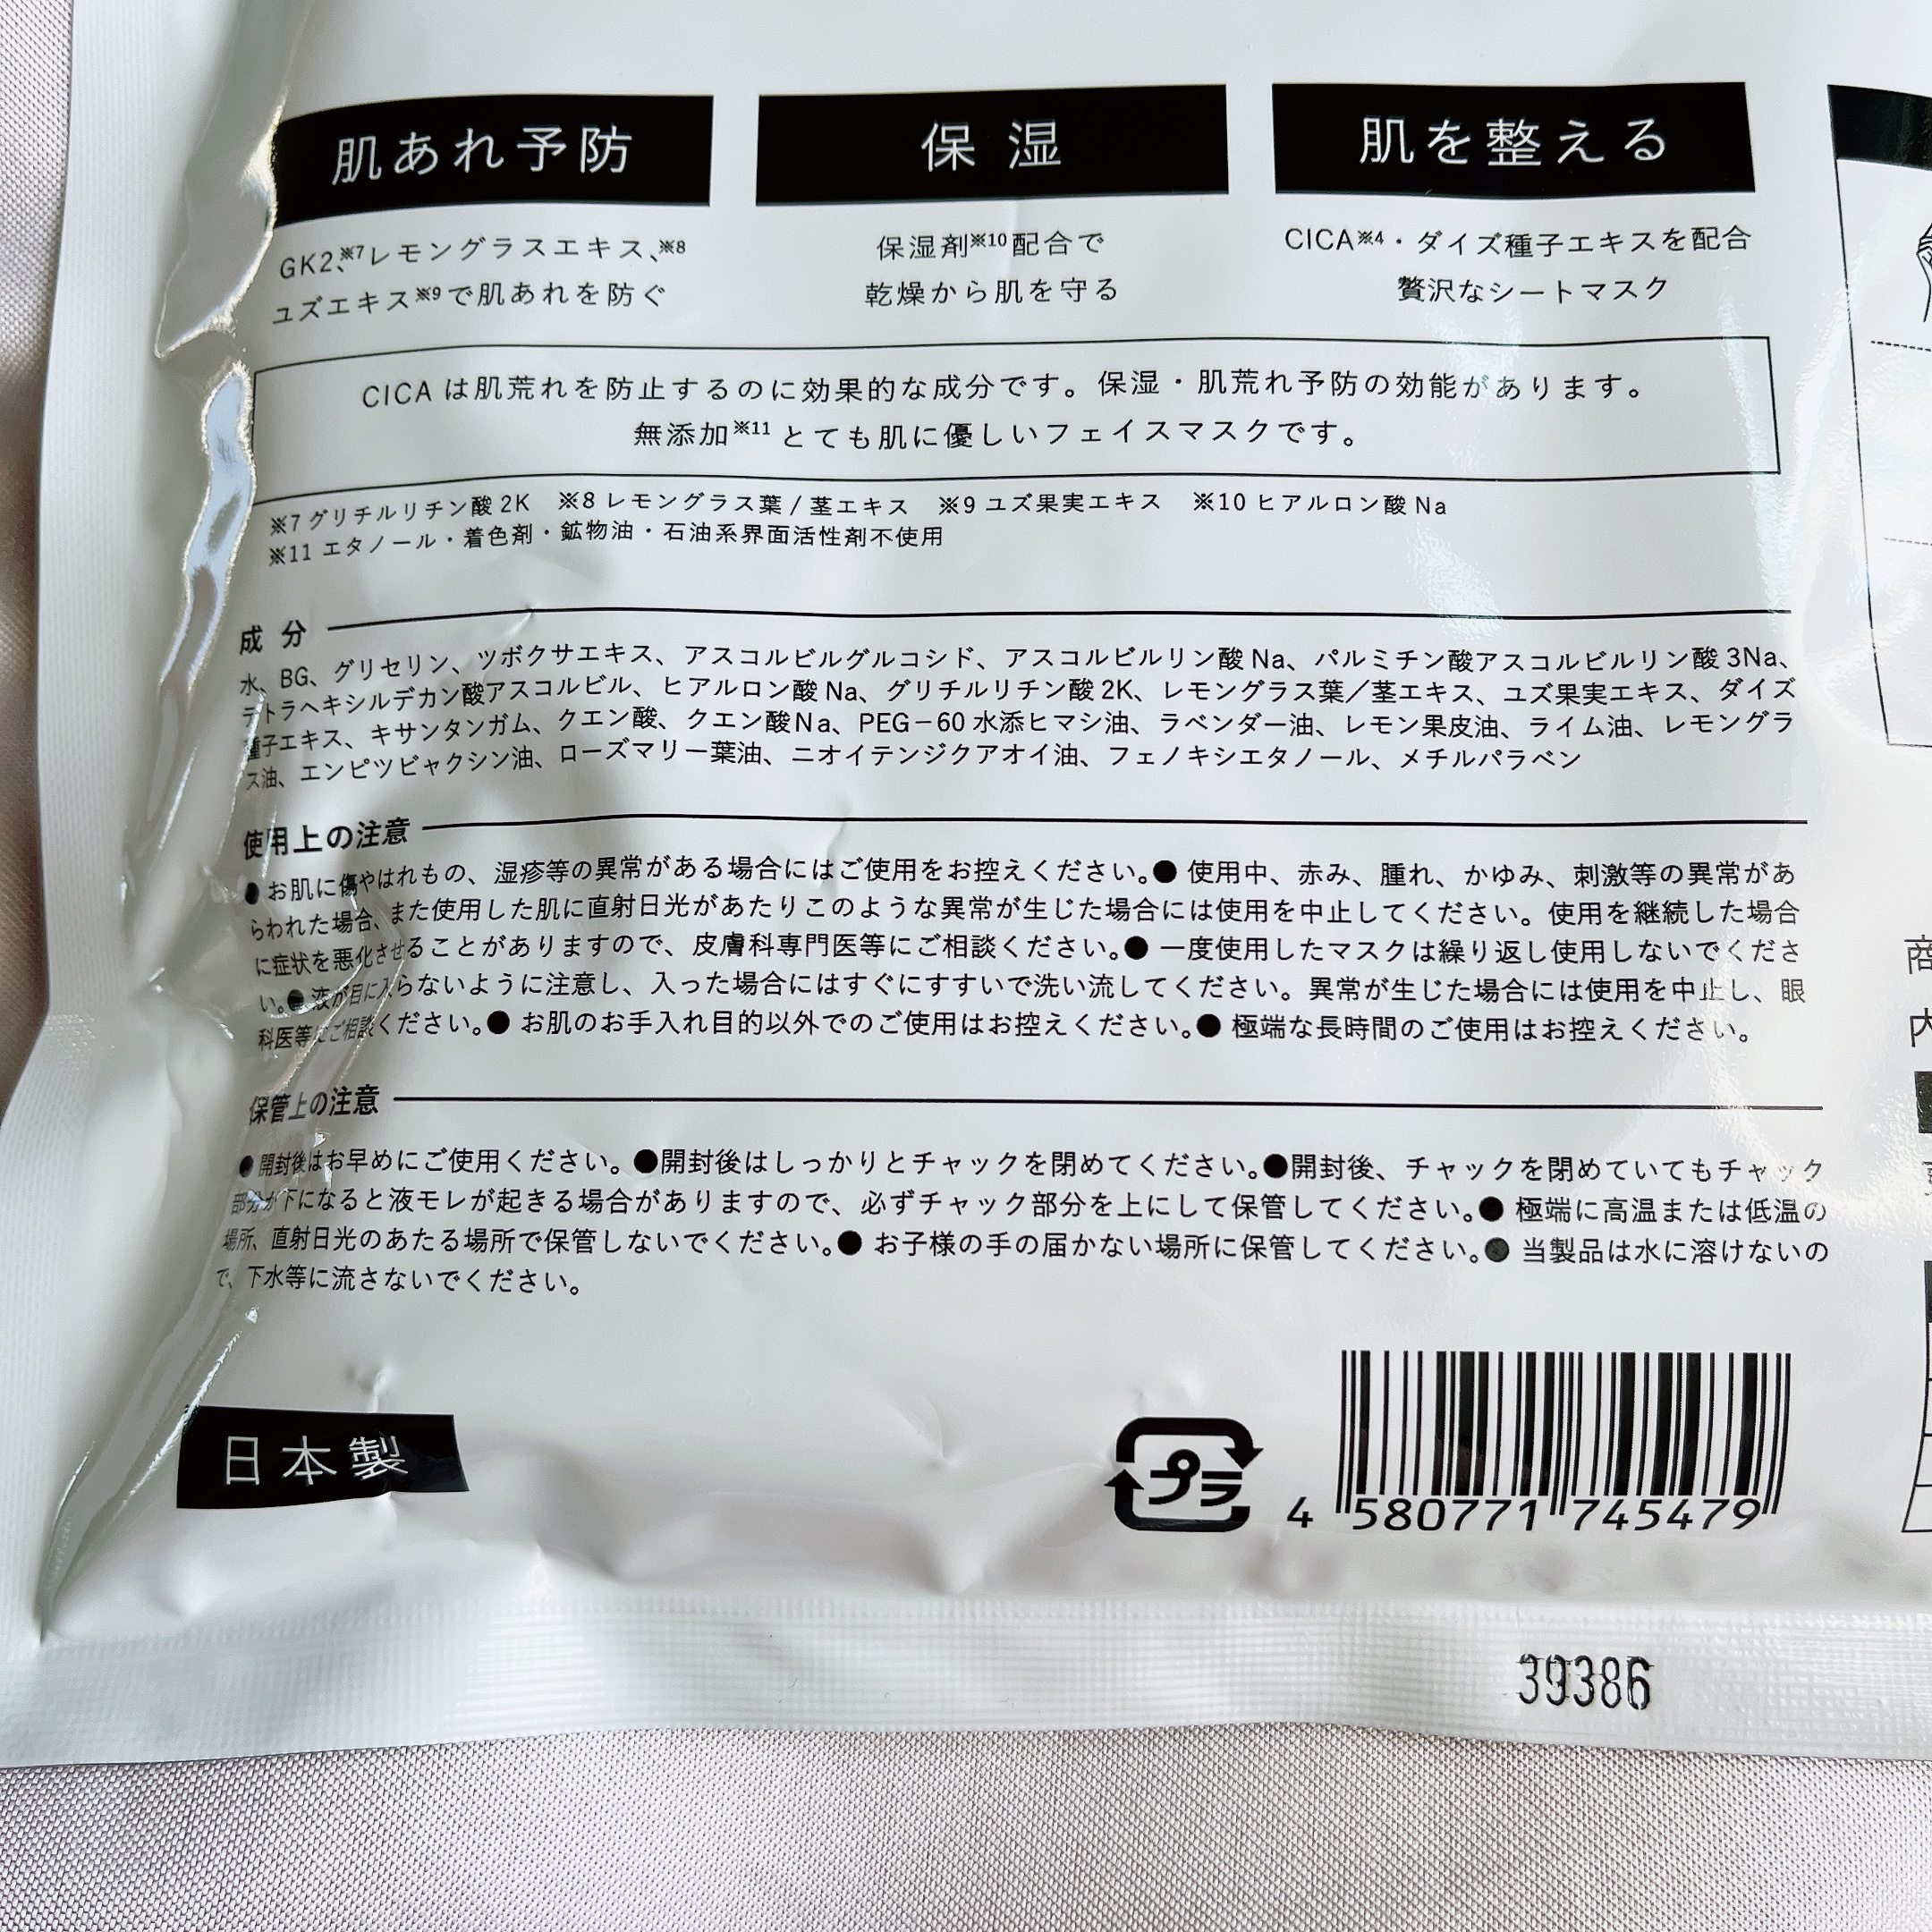 肌あれ予防
GK2、※7レモングラスエキス、※8
ユズエキス※9で肌あれを防ぐ
保湿
保湿剤※10配合で
乾燥から肌を守る
肌を整える
CICA※4・ダイズ種子エキスを配合
贅沢なシートマスク
CICA は肌荒れを防止するのに効果的な成分です。保湿・肌荒れ予防の効能があります。
無添加※11 とても肌に優しいフェイスマスクです。
※7 グリチルリチン酸 2K ※8 レモングラス葉 / 茎エキス ※9 ユズ果実エキス ※10 ヒアルロン酸 Na
※11 エタノール・着色剤・鉱物油・石油系界面活性剤不使用
成分
水、BG、グリセリン、ツボクサエキス、アスコルビルグルコシド、アスコルビルリン酸 Na、パルミチン酸アスコルビルリン酸 3Na、
テトラヘキシルデカン酸アスコルビル、ヒアルロン酸 Na、グリチルリチン酸 2K、レモングラス葉／茎エキス、ユズ果実エキス、ダイズ
種子エキス、キサンタンガム、クエン酸、クエン酸Na、PEG－60 水添ヒマシ油、ラベンダー油、レモン果皮油、ライム油、レモングラ
ス油、エンピツビャクシン油、ローズマリー葉油、ニオイテンジクアオイ油、フェノキシエタノール、メチルパラベン
使用上の注意
● お肌に傷やはれもの、湿疹等の異常がある場合にはご使用をお控えください。● 使用中、赤み、腫れ、かゆみ、刺激等の異常があ
らわれた場合、また使用した肌に直射日光があたりこのような異常が生じた場合には使用を中止してください。使用を継続した場合
に症状を悪化させることがありますので、皮膚科専門医等にご相談ください。● 一度使用したマスクは繰り返し使用しないでくださ
い。● 液が目に入らないように注意し、入った場合にはすぐにすすいで洗い流してください。異常が生じた場合には使用を中止し、眼
科医等にご相談ください。● お肌のお手入れ目的以外でのご使用はお控えください。● 極端な長時間のご使用はお控えください。
保管上の注意
● 開封後はお早めにご使用ください。●開封後はしっかりとチャックを閉めてください。●開封後、チャックを閉めていてもチャック
部分が下になると液モレが起きる場合がありますので、必ずチャック部分を上にして保管してください。● 極端に高温または低温の
場所、直射日光のあたる場所で保管しないでください。● お子様の手の届かない場所に保管してください。● 当製品は水に溶けないの
で、下水等に流さないでください。
日本製
プラ
4 580771 745479
39386
商
内